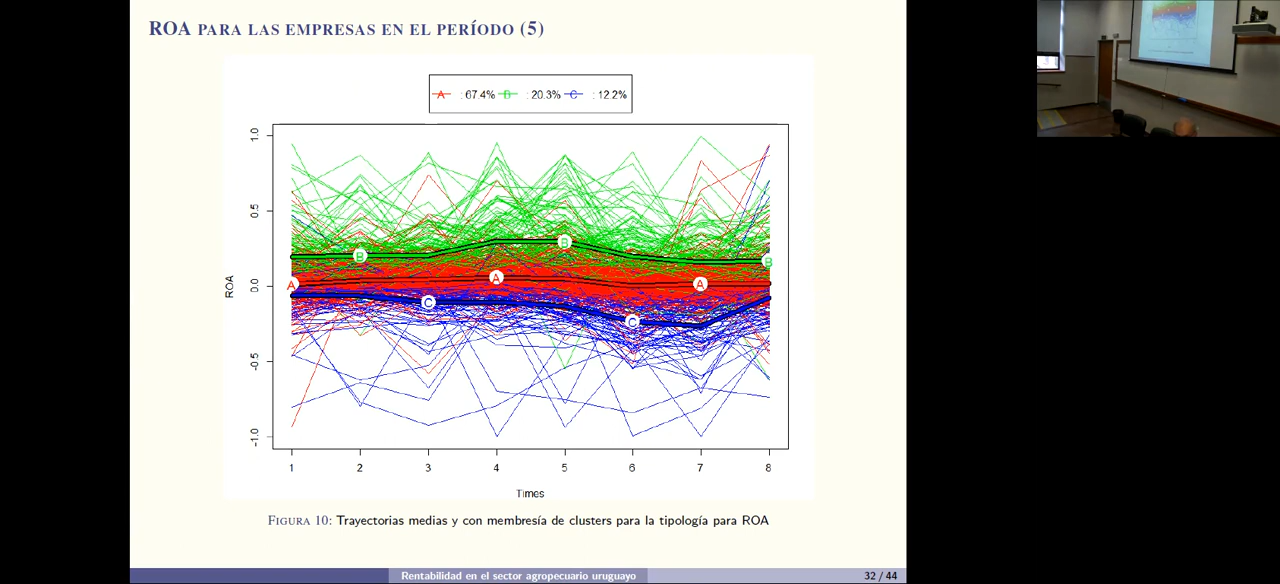 ROA PARA LAS EMPRESAS EN EL PERÍODO (5)
A : 67.4% B : 20.3% C : 12.2%
1.0
0.5
0.0
-0.5
-1.0
ROA
A
B
C
A
B
C
A
B
1 2 3 4 5 6 7 8
Times
FIGURA 10: Trayectorias medias y con membresía de clusters para la tipología para ROA
Rentabilidad en el sector agropecuario uruguayo
32 / 44